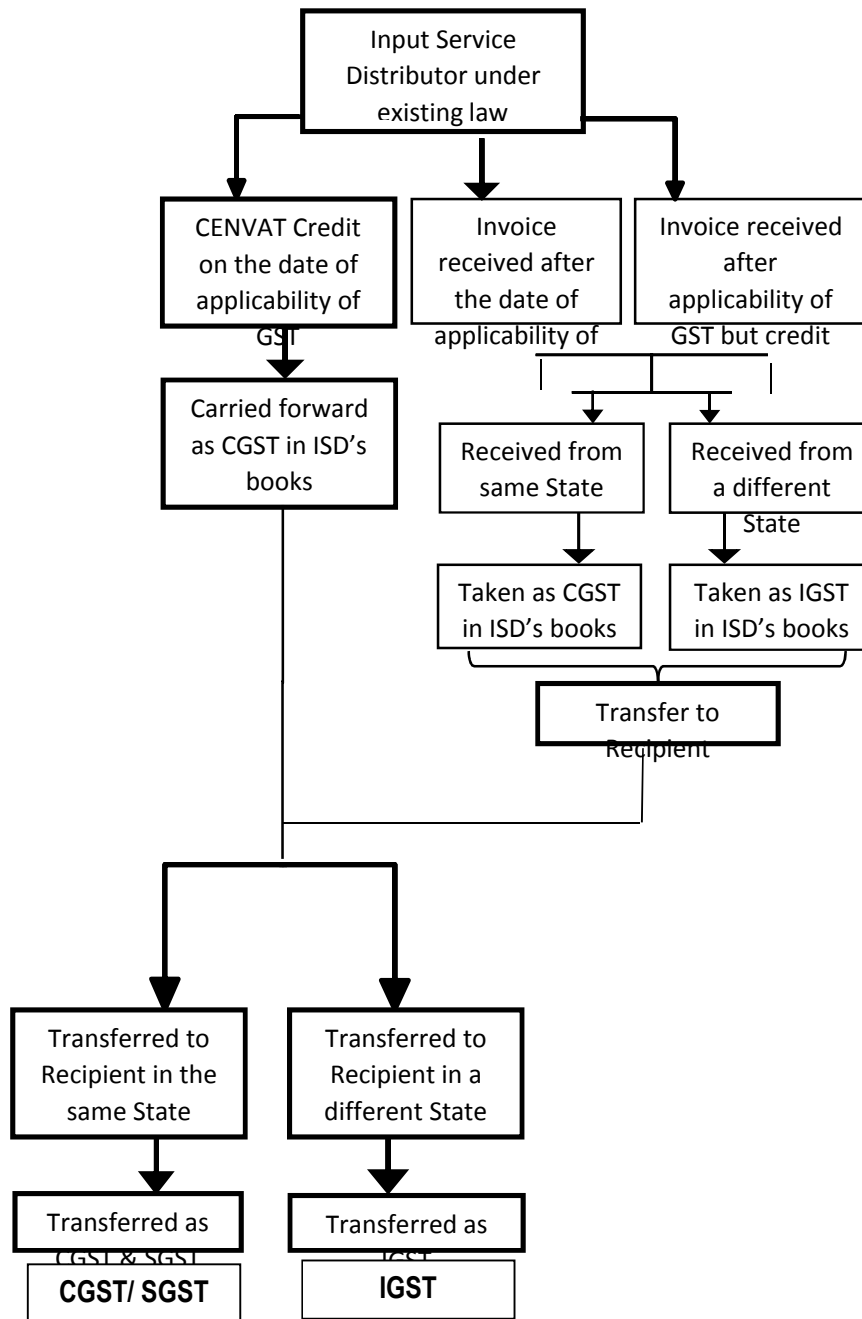 Input Service
Distributor under
existing law
CENVAT Credit
on the date of
applicability of
GST
Invoice
received after
the date of
applicability of
Invoice received
after
applicability of
GST but credit
Carried forward
as CGST in ISD’s
books
Received from
same State
Received from
a different
State
Taken as CGST
in ISD’s books
Taken as IGST
in ISD’s books
Transfer to
Recipient
Transferred to
Recipient in the
same State
Transferred to
Recipient in a
different State
Transferred as
CGST & SGST
Transferred as
IGST
CGST/ SGST
IGST